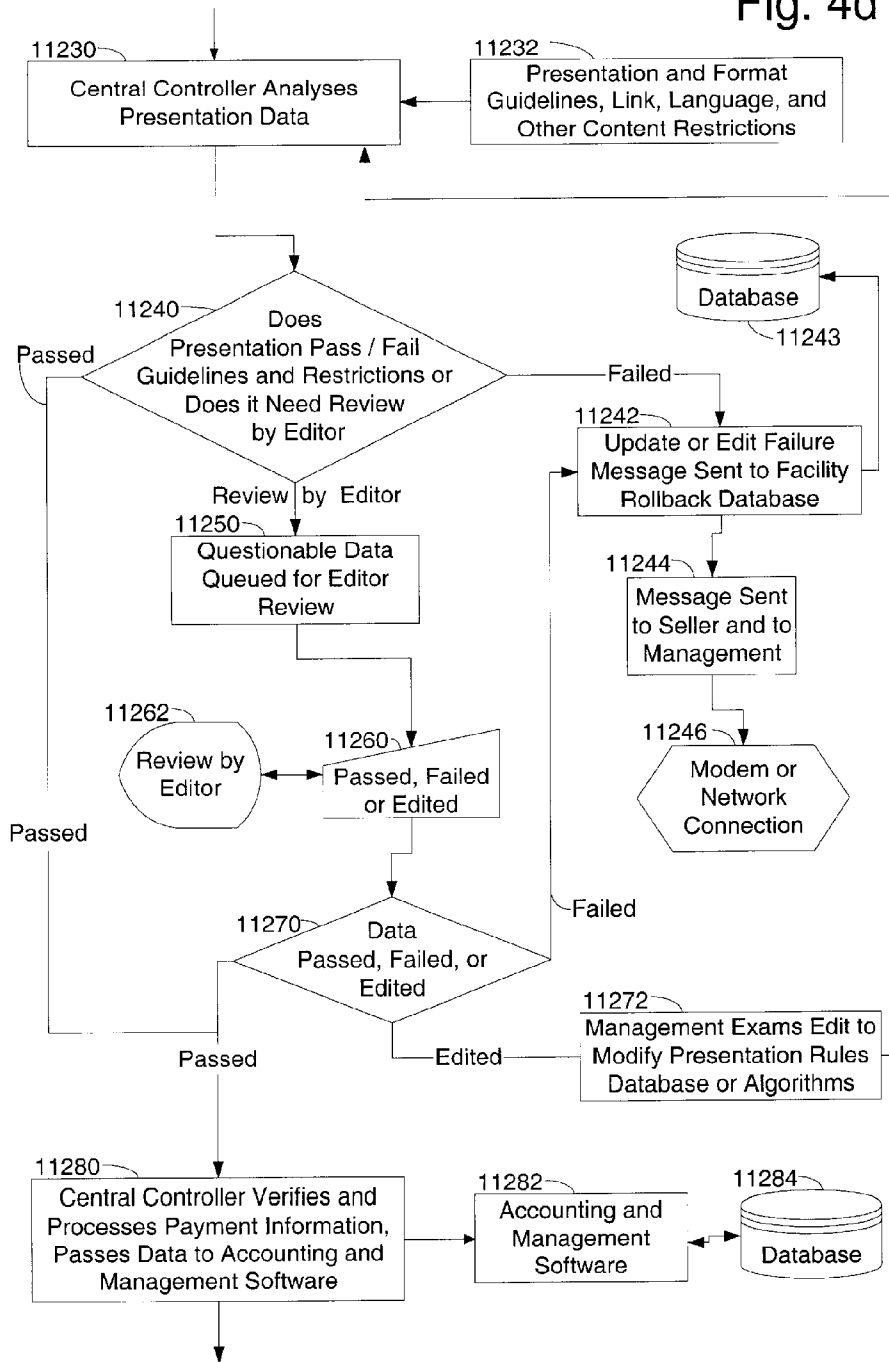 Fig. 4d
11230
Central Controller Analyses
Presentation Data
11232
Presentation and Format
Guidelines, Link, Language, and
Other Content Restrictions
Database
11243
11240
Does
Presentation Pass / Fail
Guidelines and Restrictions or
Does it Need Review
by Editor
Passed
Failed
11242
Update or Edit Failure
Message Sent to Facility
Rollback Database
Review by Editor
11250
Questionable Data
Queued for Editor
Review
11244
Message Sent
to Seller and to
Management
11262
Review by
Editor
11260
Passed, Failed
or Edited
11246
Modem or
Network
Connection
Passed
Failed
11270
Data
Passed, Failed, or
Edited
11272
Management Exams Edit to
Modify Presentation Rules
Database or Algorithms
Passed
Edited
11280
Central Controller Verifies and
Processes Payment Information,
Passes Data to Accounting and
Management Software
11282
Accounting and
Management
Software
11284
Database